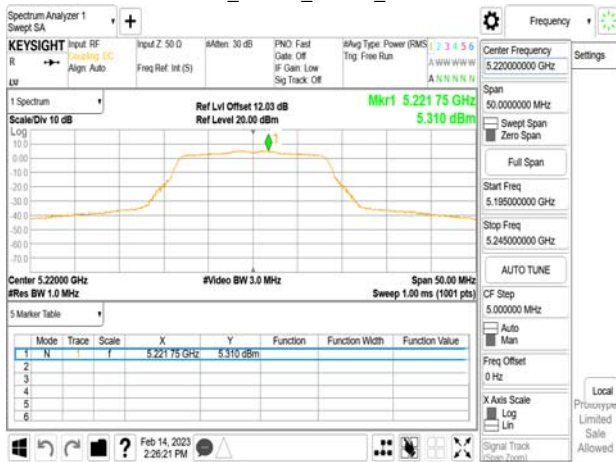 Spectrum Analyzer 1
Swept SA
+
Frequency
KEYSIGHT
R
LV
Input: RF
Coupling: DC
Align: Auto
Input Z: 50 Ω
Freq Ref: Int (S)
#Atten: 30 dB
PNO: Fast
Gate: Off
IF Gain: Low
Sig Track: Off
#Avg Type: Power (RMS
Trig: Free Run
1 2 3 4 5 6
A W W W W W
A N N N N N
Center Frequency
5.220000000 GHz
Settings
1 Spectrum
Scale/Div 10 dB
Ref Lvl Offset 12.03 dB
Ref Level 20.00 dBm
Mkr1 5.221 75 GHz
5.310 dBm
Span
50.0000000 MHz
Swept Span
Zero Span
Full Span
Start Freq
5.195000000 GHz
Stop Freq
5.245000000 GHz
AUTO TUNE
CF Step
5.000000 MHz
Auto
Man
Freq Offset
0 Hz
X Axis Scale
Log
Lin
Signal Track
(Span Zoom)
Local
Prototype
Limited
Sale
Allowed
Log
10.0
0.00
-10.0
-20.0
-30.0
-40.0
-50.0
-60.0
-70.0
1
Center 5.22000 GHz
#Res BW 1.0 MHz
#Video BW 3.0 MHz
Span 50.00 MHz
Sweep 1.00 ms (1001 pts)
5 Marker Table
Mode Trace Scale X Y Function Function Width Function Value
1 N 1 f 5.221 75 GHz 5.310 dBm
2
3
4
5
6
?
Feb 14, 2023
2:26:21 PM